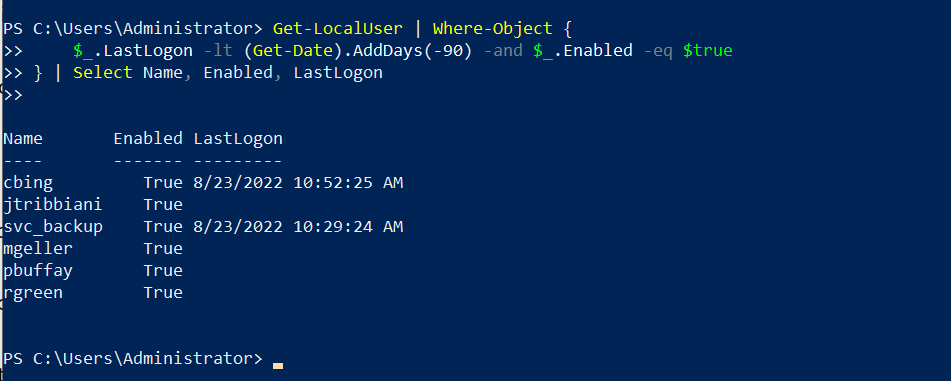 PS C:\Users\Administrator> Get-LocalUser | Where-Object {
>>     $_.LastLogon -lt (Get-Date).AddDays(-90) -and $_.Enabled -eq $true
>> } | Select Name, Enabled, LastLogon
>>
Name       Enabled LastLogon
----       ------- ---------
cbing         True 8/23/2022 10:52:25 AM
jtribbiani    True
svc_backup    True 8/23/2022 10:29:24 AM
mgeller       True
pbuffay       True
rgreen        True
PS C:\Users\Administrator>